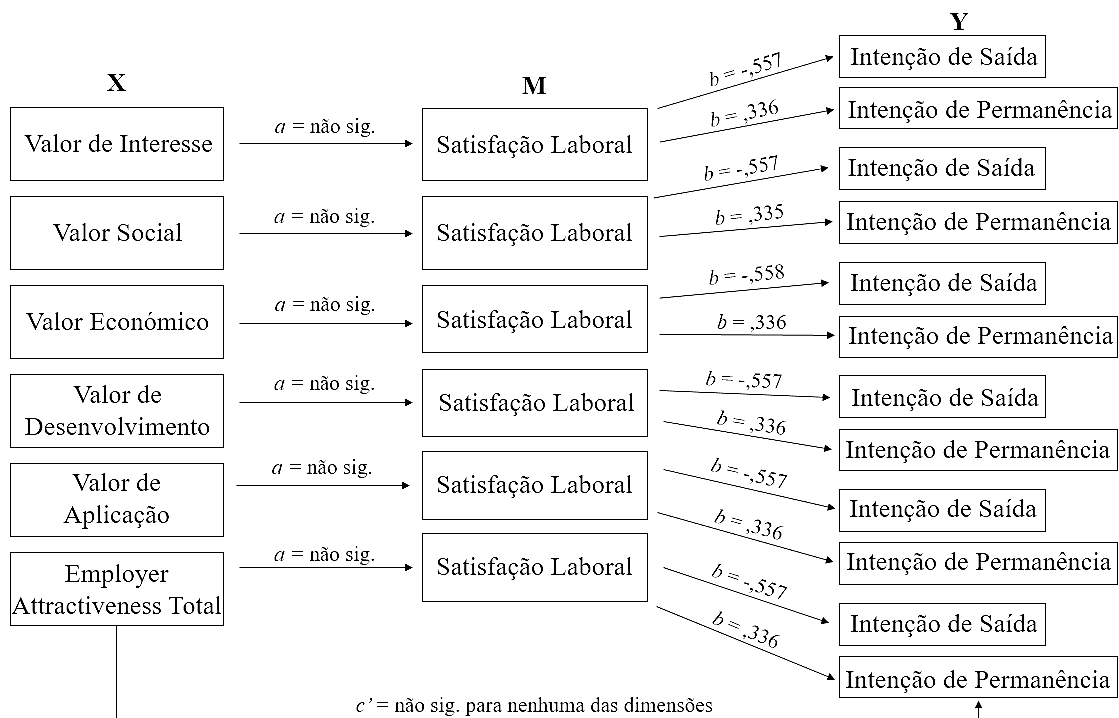 X
M
Y
Valor de Interesse
a = não sig.
Satisfação Laboral
b = -,557
Intenção de Saída
b = ,336
Intenção de Permanência
Valor Social
a = não sig.
Satisfação Laboral
b = -,557
Intenção de Saída
b = ,335
Intenção de Permanência
Valor Económico
a = não sig.
Satisfação Laboral
b = -,558
Intenção de Saída
b = ,336
Intenção de Permanência
Valor de
Desenvolvimento
a = não sig.
Satisfação Laboral
b = -,557
Intenção de Saída
b = ,336
Intenção de Permanência
Valor de
Aplicação
a = não sig.
Satisfação Laboral
b = -,557
Intenção de Saída
b = ,336
Intenção de Permanência
Employer
Attractiveness Total
a = não sig.
Satisfação Laboral
b = -,557
Intenção de Saída
b = ,336
Intenção de Permanência
c’ = não sig. para nenhuma das dimensões